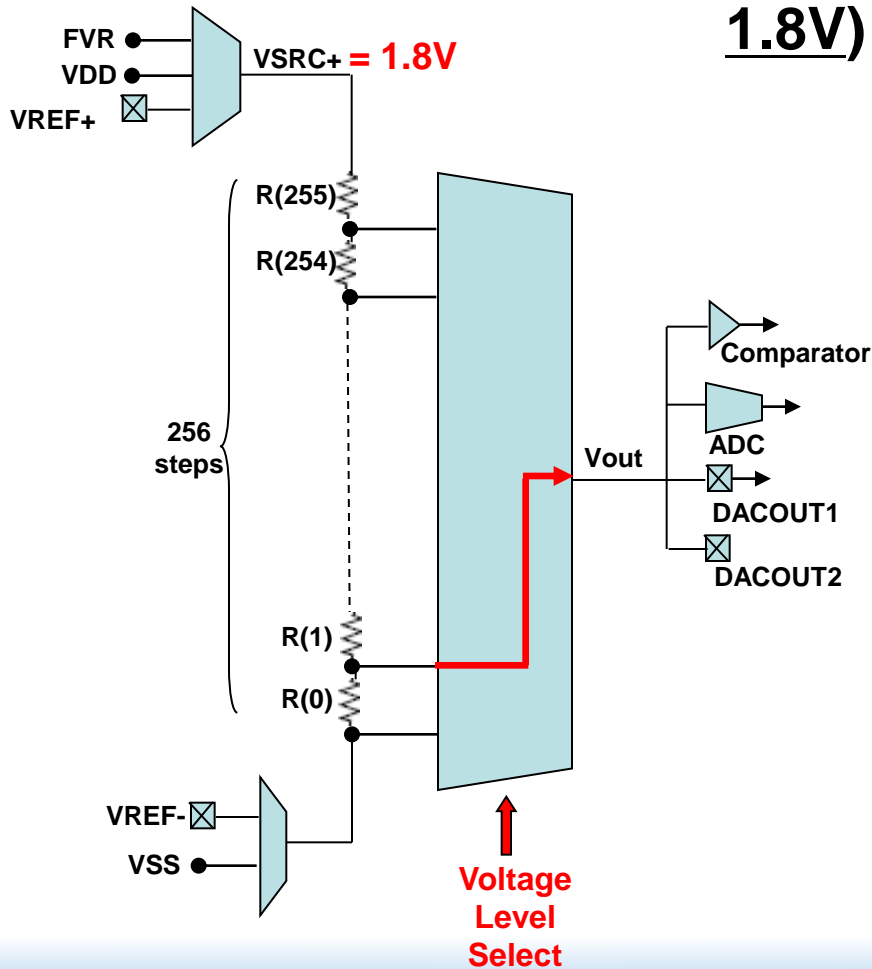 1.8V)
FVR
VSRC+ = 1.8V
VDD
VREF+
R(255)
R(254)
Comparator
256
steps
ADC
Vout
DACOUT1
DACOUT2
R(1)
R(0)
VREF-
VSS
Voltage
Level
Select